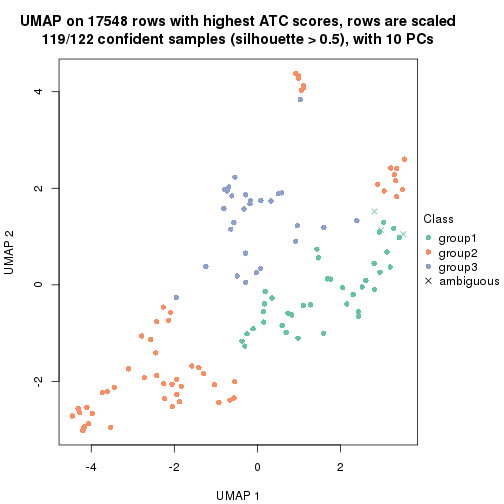 UMAP on 17548 rows with highest ATC scores, rows are scaled
119/122 confident samples (silhouette > 0.5), with 10 PCs
4
2
0
-2
UMAP 2
-4
-2
0
2
UMAP 1
Class
group1
group2
group3
ambiguous